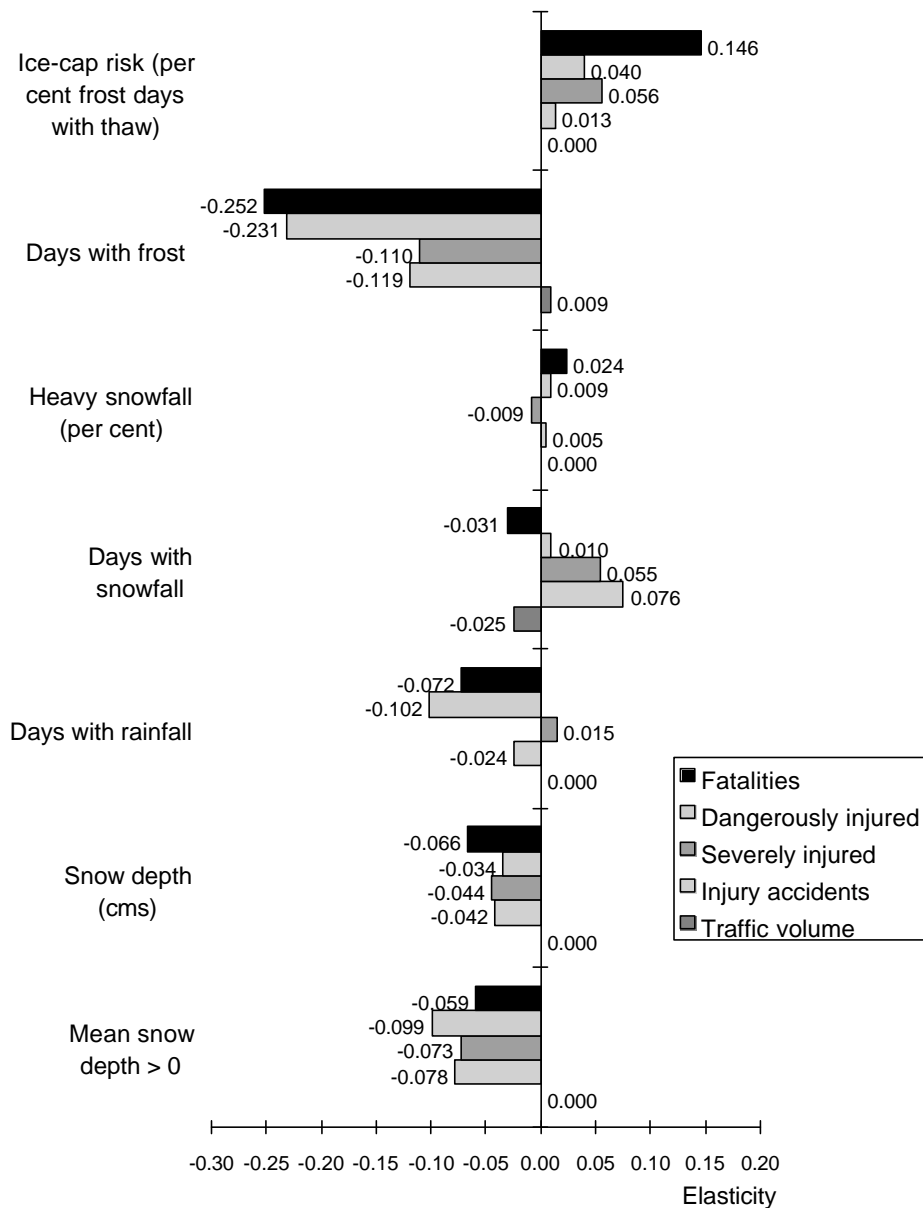 Ice-cap risk (per
cent frost days
with thaw)
0.146
0.040
0.056
0.013
0.000
Days with frost
-0.252
-0.231
-0.110
-0.119
0.009
Heavy snowfall
(per cent)
0.024
0.009
-0.009
0.005
0.000
Days with
snowfall
-0.031
0.010
0.055
0.076
-0.025
Days with rainfall
-0.072
-0.102
0.015
-0.024
0.000
Snow depth
(cms)
-0.066
-0.034
-0.044
-0.042
0.000
Mean snow
depth > 0
-0.059
-0.099
-0.073
-0.078
0.000
Fatalities
Dangerously injured
Severely injured
Injury accidents
Traffic volume
-0.30 -0.25 -0.20 -0.15 -0.10 -0.05 0.00 0.05 0.10 0.15 0.20
Elasticity